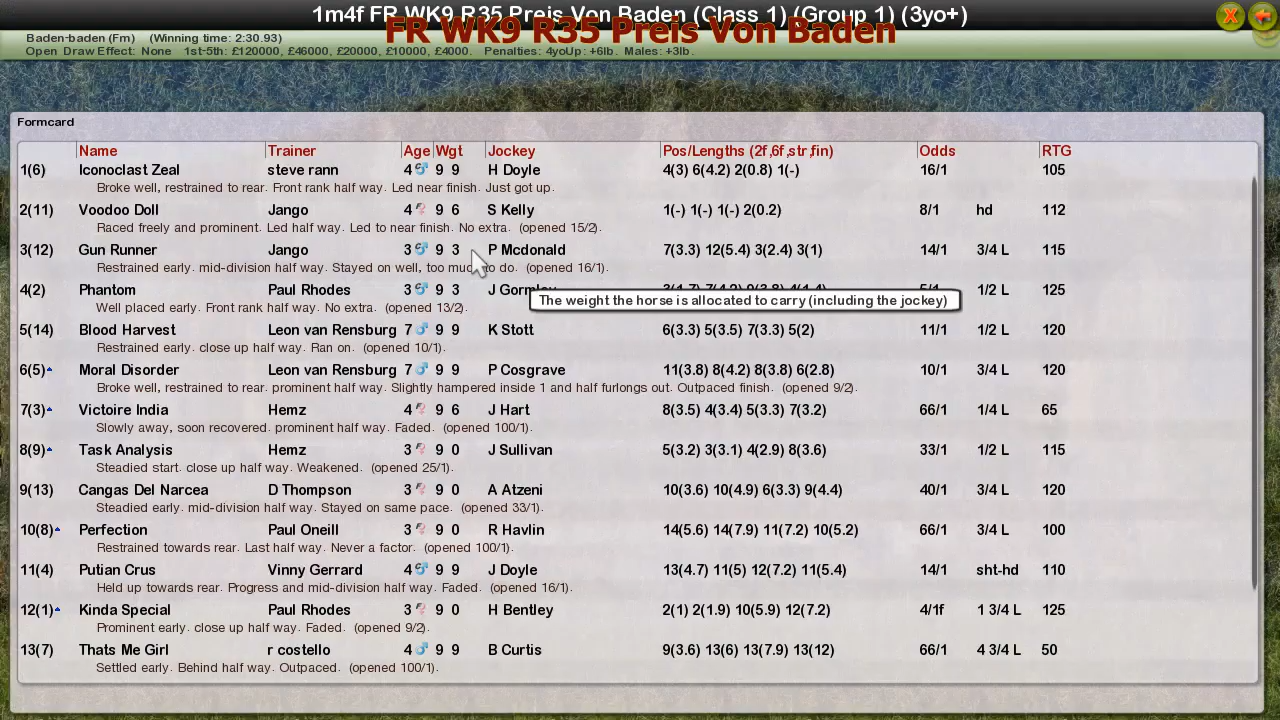 1m4f FR WK9 R35 Preis Von Baden (Class 1) (Group 1) (3yo+)
FR WK9 R35 Preis Von Baden
Baden-baden (Fm) (Winning time: 2:30.93)
Open Draw Effect: None 1st-5th: £120000, £46000, £20000, £10000, £4000. Penalties: 4yoUp: +6lb. Males: +3lb.
Formcard
Name Trainer Age Wgt Jockey Pos/Lengths (2f,6f,str,fin) Odds RTG
1(6) Iconoclast Zeal steve rann 4 9 9 H Doyle 4(3) 6(4.2) 2(0.8) 1(-) 16/1 105
Broke well, restrained to rear. Front rank half way. Led near finish. Just got up.
2(11) Voodoo Doll Jango 4 9 6 S Kelly 1(-) 1(-) 1(-) 2(0.2) 8/1 hd 112
Raced freely and prominent. Led half way. Led to near finish. No extra. (opened 15/2).
3(12) Gun Runner Jango 3 9 3 P Mcdonald 7(3.3) 12(5.4) 3(2.4) 3(1) 14/1 3/4 L 115
Restrained early. mid-division half way. Stayed on well, too much to do. (opened 16/1).
4(2) Phantom Paul Rhodes 3 9 3 J 1/2 L 125
The weight the horse is allocated to carry (including the jockey)
Well placed early. Front rank half way. No extra. (opened 13/2).
5(14) Blood Harvest Leon van Rensburg 7 9 9 K Stott 6(3.3) 5(3.5) 7(3.3) 5(2) 11/1 1/2 L 120
Restrained early. close up half way. Ran on. (opened 10/1).
6(5) Moral Disorder Leon van Rensburg 7 9 9 P Cosgrave 11(3.8) 8(4.2) 8(3.8) 6(2.8) 10/1 3/4 L 120
Broke well, restrained to rear. prominent half way. Slightly hampered inside 1 and half furlongs out. Outpaced finish. (opened 9/2).
7(3) Victoire India Hemz 4 9 6 J Hart 8(3.5) 4(3.4) 5(3.3) 7(3.2) 66/1 1/4 L 65
Slowly away, soon recovered. prominent half way. Faded. (opened 100/1).
8(9) Task Analysis Hemz 3 9 0 J Sullivan 5(3.2) 3(3.1) 4(2.9) 8(3.6) 33/1 1/2 L 115
Steadied start. close up half way. Weakened. (opened 25/1).
9(13) Cangas Del Narcea D Thompson 3 9 0 A Atzeni 10(3.6) 10(4.9) 6(3.3) 9(4.4) 40/1 3/4 L 120
Steadied early. mid-division half way. Stayed on same pace. (opened 33/1).
10(8) Perfection Paul Oneill 3 9 0 R Havlin 14(5.6) 14(7.9) 11(7.2) 10(5.2) 66/1 3/4 L 100
Restrained towards rear. Last half way. Never a factor. (opened 100/1).
11(4) Putian Crus Vinny Gerrard 4 9 9 J Doyle 13(4.7) 11(5) 12(7.2) 11(5.4) 14/1 sht-hd 110
Held up towards rear. Progress and mid-division half way. Faded. (opened 16/1).
12(1) Kinda Special Paul Rhodes 3 9 0 H Bentley 2(1) 2(1.9) 10(5.9) 12(7.2) 4/1f 1 3/4 L 125
Prominent early. close up half way. Faded. (opened 9/2).
13(7) Thats Me Girl r costello 4 9 9 B Curtis 9(3.6) 13(6) 13(7.9) 13(12) 66/1 4 3/4 L 50
Settled early. Behind half way. Outpaced. (opened 100/1).